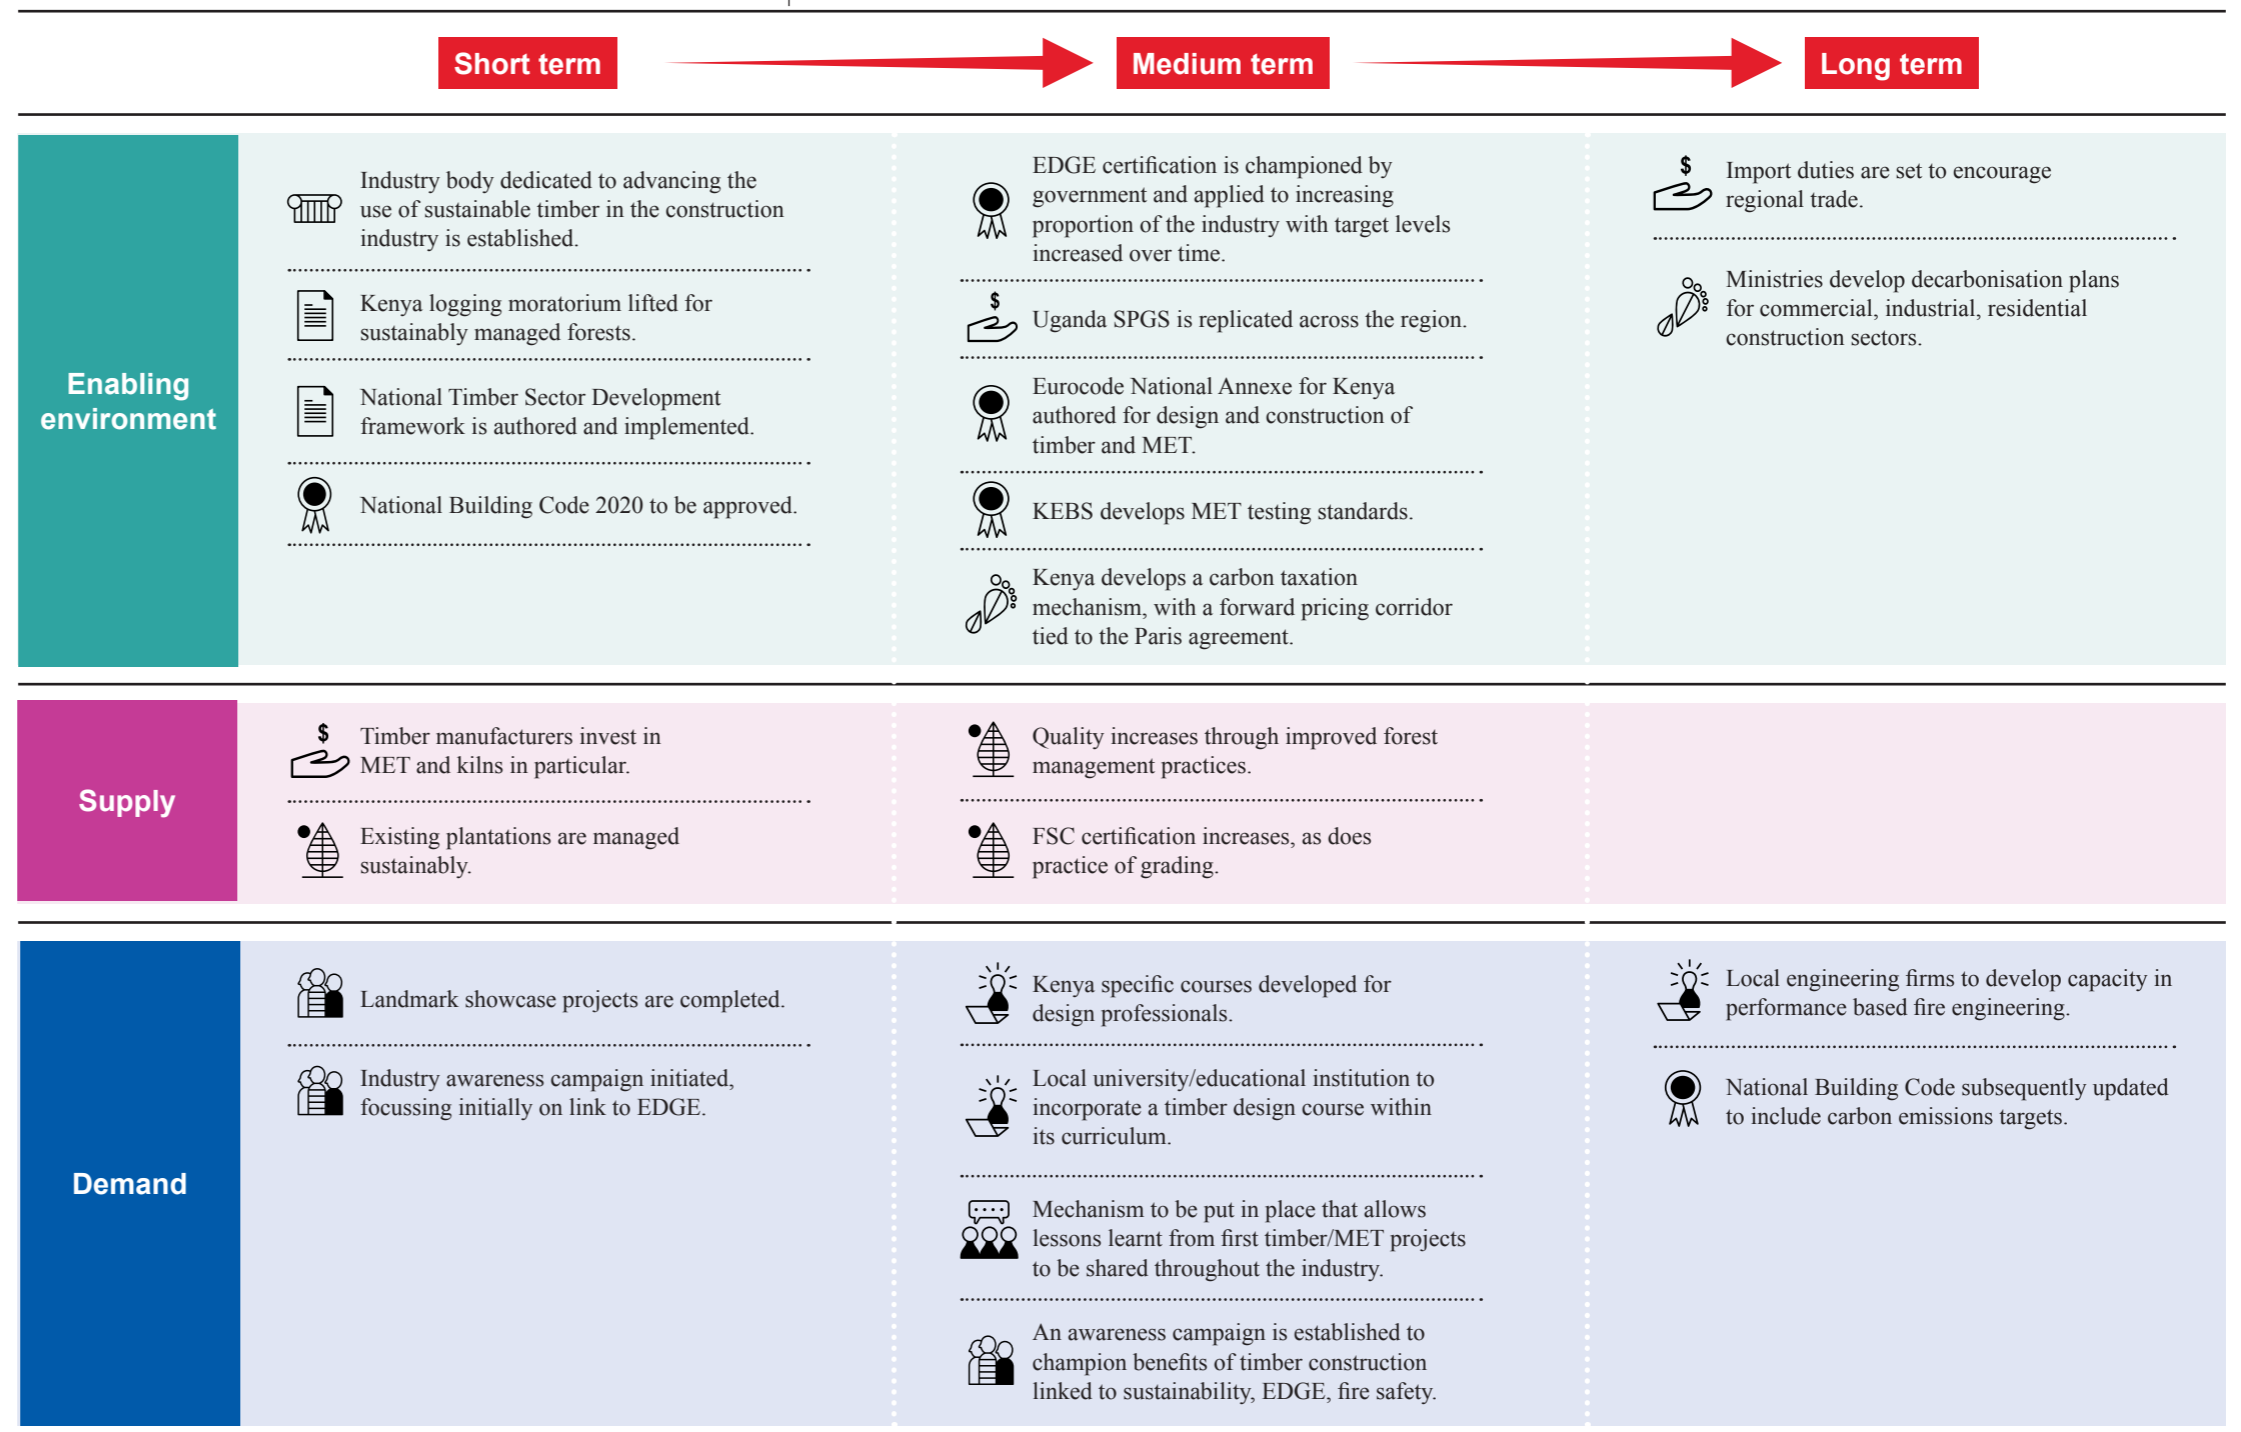 Short term
Medium term
Long term
Enabling
environment
Industry body dedicated to advancing the
use of sustainable timber in the construction
industry is established.
Kenya logging moratorium lifted for
sustainably managed forests.
National Timber Sector Development
framework is authored and implemented.
National Building Code 2020 to be approved.
EDGE certification is championed by
government and applied to increasing
proportion of the industry with target levels
increased over time.
$
Uganda SPGS is replicated across the region.
Eurocode National Annexe for Kenya
authored for design and construction of
timber and MET.
KEBS develops MET testing standards.
Kenya develops a carbon taxation
mechanism, with a forward pricing corridor
tied to the Paris agreement.
$
Import duties are set to encourage
regional trade.
Ministries develop decarbonisation plans
for commercial, industrial, residential
construction sectors.
Supply
$
Timber manufacturers invest in
MET and kilns in particular.
Existing plantations are managed
sustainably.
Quality increases through improved forest
management practices.
FSC certification increases, as does
practice of grading.
Demand
Landmark showcase projects are completed.
Industry awareness campaign initiated,
focussing initially on link to EDGE.
Kenya specific courses developed for
design professionals.
Local university/educational institution to
incorporate a timber design course within
its curriculum.
Mechanism to be put in place that allows
lessons learnt from first timber/MET projects
to be shared throughout the industry.
An awareness campaign is established to
champion benefits of timber construction
linked to sustainability, EDGE, fire safety.
Local engineering firms to develop capacity in
performance based fire engineering.
National Building Code subsequently updated
to include carbon emissions targets.